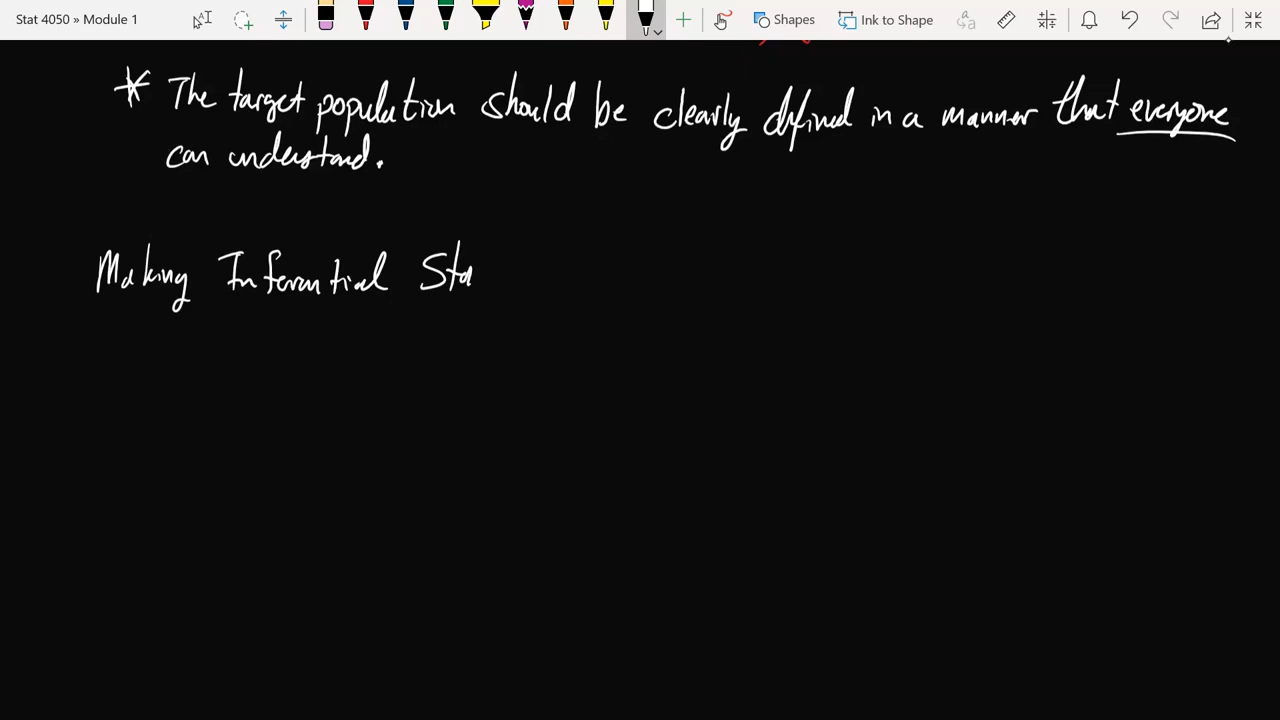 Stat 4050 » Module 1
Shapes
Ink to Shape
* The target population should be clearly defined in a manner that everyone
can understand.
Making Inferential Sta